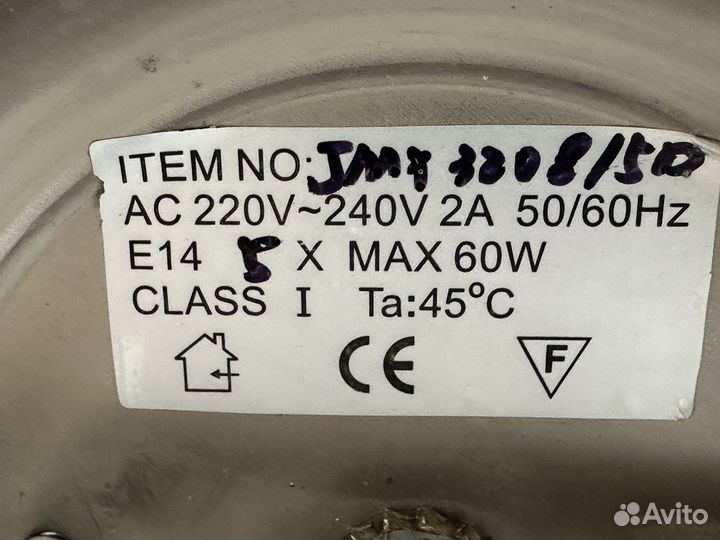 ITEM NO: JMX 3208/5D
AC 220V~240V 2A 50/60Hz
E14 5 X MAX 60W
CLASS I Ta:45°C
CE F
Avito